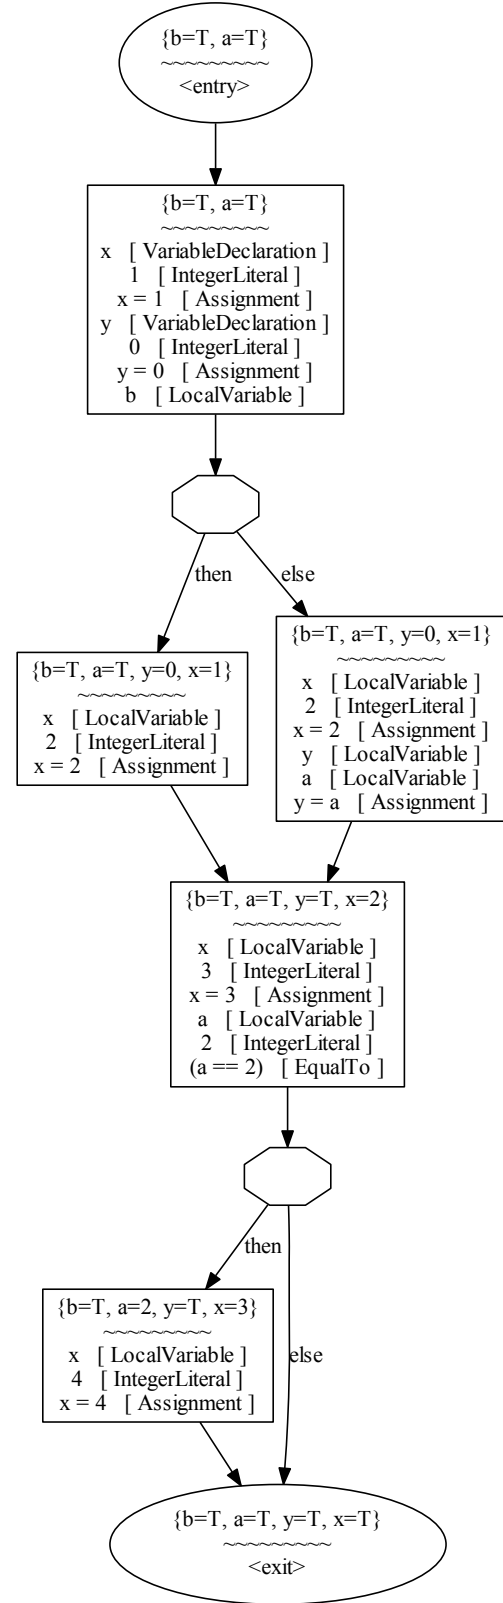 {b=T, a=T}
~~~~~~~~~
<entry>
{b=T, a=T}
~~~~~~~~~
x [ VariableDeclaration ]
1 [ IntegerLiteral ]
x = 1 [ Assignment ]
y [ VariableDeclaration ]
0 [ IntegerLiteral ]
y = 0 [ Assignment ]
b [ LocalVariable ]
then
else
{b=T, a=T, y=0, x=1}
~~~~~~~~~
x [ LocalVariable ]
2 [ IntegerLiteral ]
x = 2 [ Assignment ]
{b=T, a=T, y=0, x=1}
~~~~~~~~~
x [ LocalVariable ]
2 [ IntegerLiteral ]
x = 2 [ Assignment ]
y [ LocalVariable ]
a [ LocalVariable ]
y = a [ Assignment ]
{b=T, a=T, y=T, x=2}
~~~~~~~~~
x [ LocalVariable ]
3 [ IntegerLiteral ]
x = 3 [ Assignment ]
a [ LocalVariable ]
2 [ IntegerLiteral ]
(a == 2) [ EqualTo ]
then
else
{b=T, a=2, y=T, x=3}
~~~~~~~~~
x [ LocalVariable ]
4 [ IntegerLiteral ]
x = 4 [ Assignment ]
{b=T, a=T, y=T, x=T}
~~~~~~~~~
<exit>